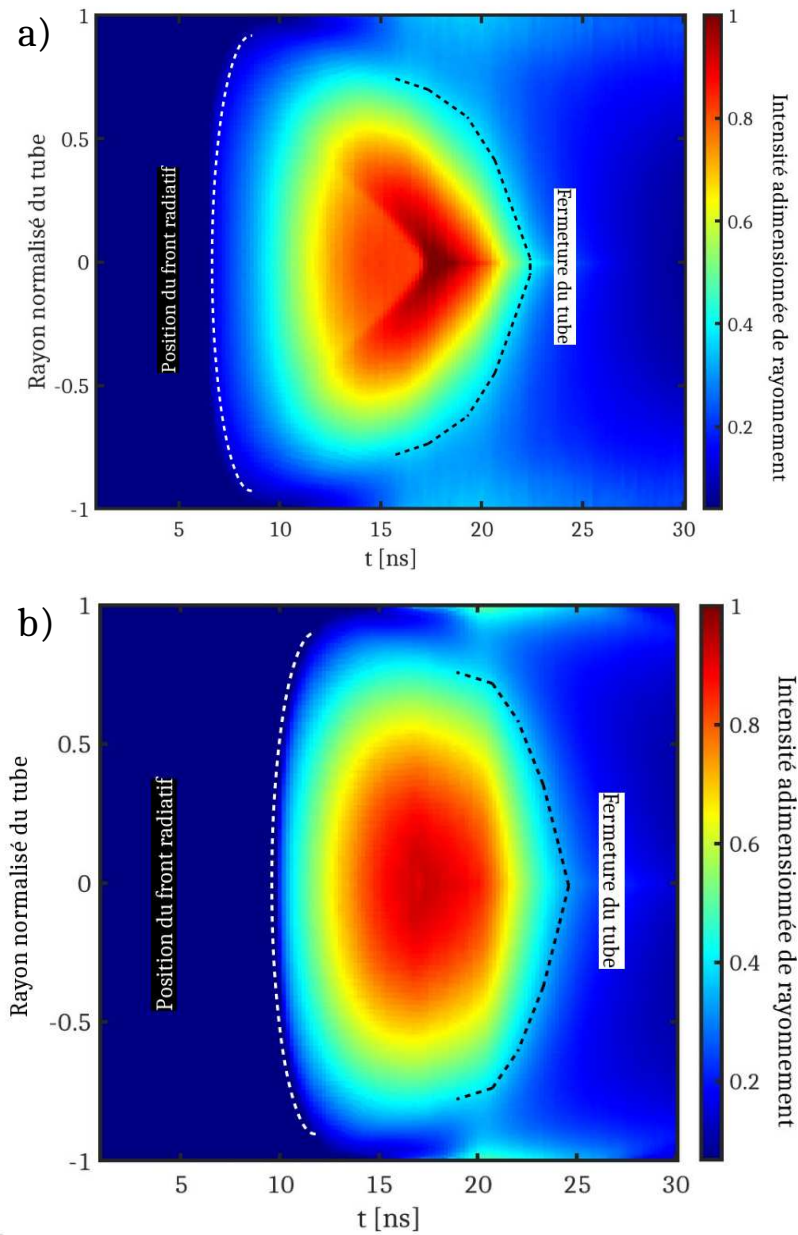 a)
1
0.5
0
-0.5
-1
Rayon normalisé du tube
Position du front radiatif
Fermeture du tube
5
10
15
20
25
30
t [ns]
1
0.8
0.6
0.4
0.2
Intensité adimensionnée de rayonnement
b)
1
0.5
0
-0.5
-1
Rayon normalisé du tube
Position du front radiatif
Fermeture du tube
5
10
15
20
25
30
t [ns]
1
0.8
0.6
0.4
0.2
Intensité adimensionnée de rayonnement